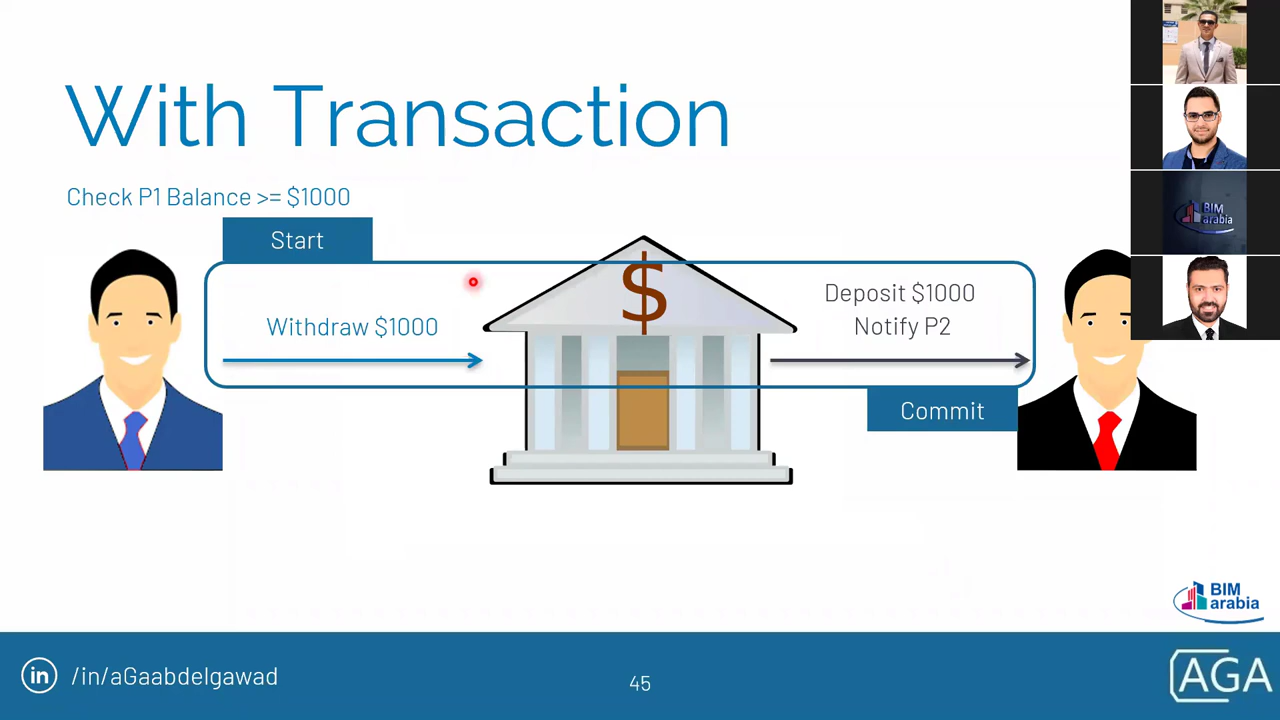 With Transaction
Check P1 Balance >= $1000
Start
$
Withdraw $1000
Deposit $1000
Notify P2
Commit
BIM
arabia
BIM
arabia
in
/in/aGaabdelgawad
45
AGA